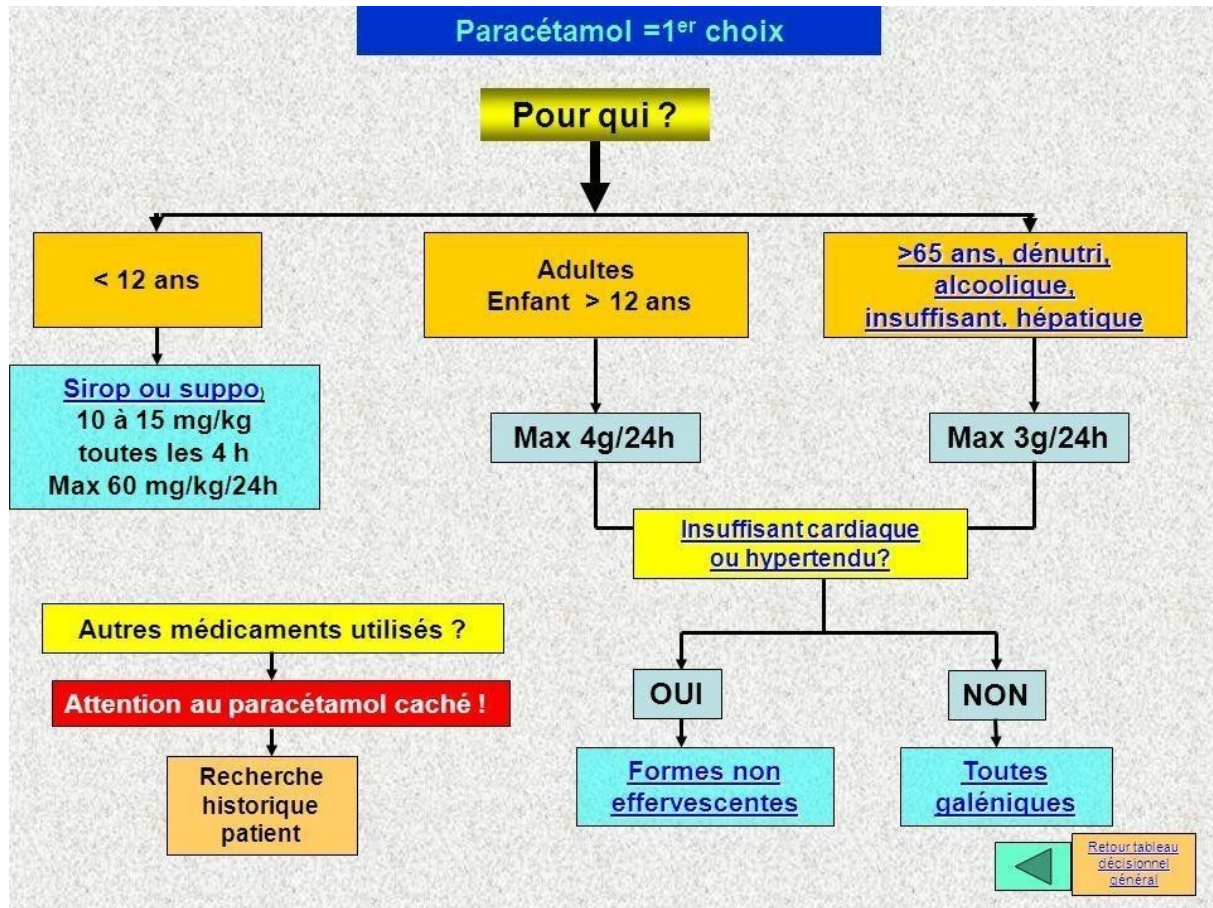 Paracétamol =1er choix
Pour qui ?
< 12 ans
Sirop ou suppo)
10 à 15 mg/kg
toutes les 4 h
Max 60 mg/kg/24h
Adultes
Enfant > 12 ans
Max 4g/24h
>65 ans, dénutri,
alcoolique,
insuffisant. hépatique
Max 3g/24h
Insuffisant cardiaque
ou hypertendu?
OUI
Formes non
effervescentes
NON
Toutes
galéniques
Autres médicaments utilisés ?
Attention au paracétamol caché !
Recherche
historique
patient
Retour tableau
décisionnel
général